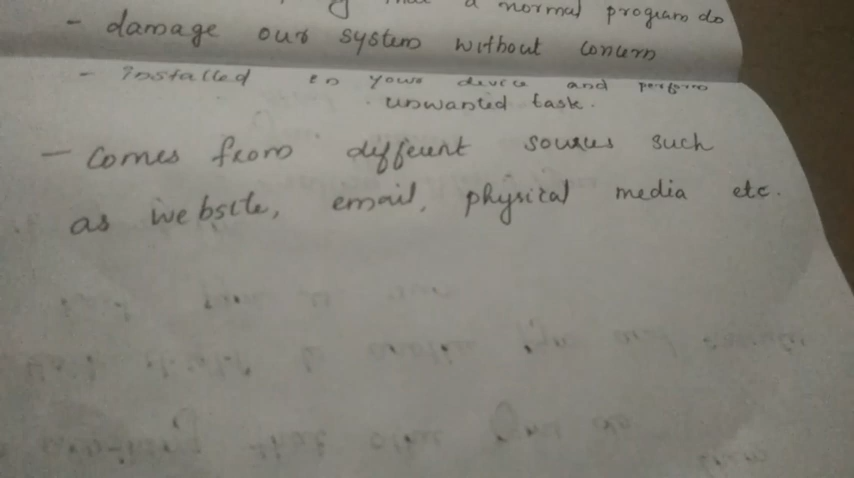 a normal program do
- damage our system without concern
- installed in your device and perform
unwanted task.
- comes from different sources such
as website, email, physical media etc.